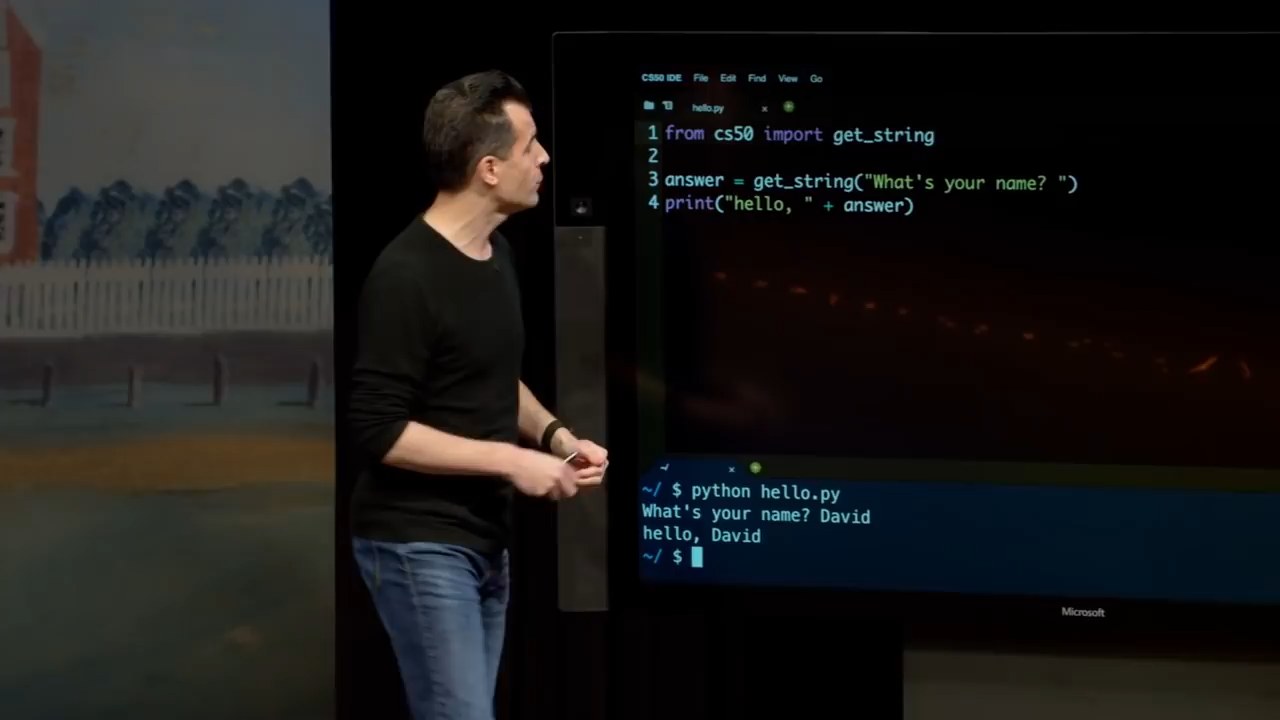 CS50 IDE File Edit Find View Go
hello.py
1 from cs50 import get_string
2
3 answer = get_string("What's your name? ")
4 print("hello, " + answer)
~/ $ python hello.py
What's your name? David
hello, David
~/ $
Microsoft